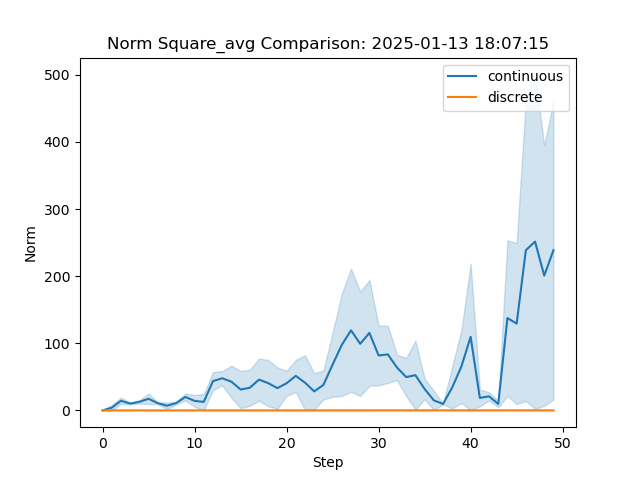 Norm Square_avg Comparison: 2025-01-13 18:07:15
continuous
discrete
Norm
500
400
300
200
100
0
0 10 20 30 40 50
Step